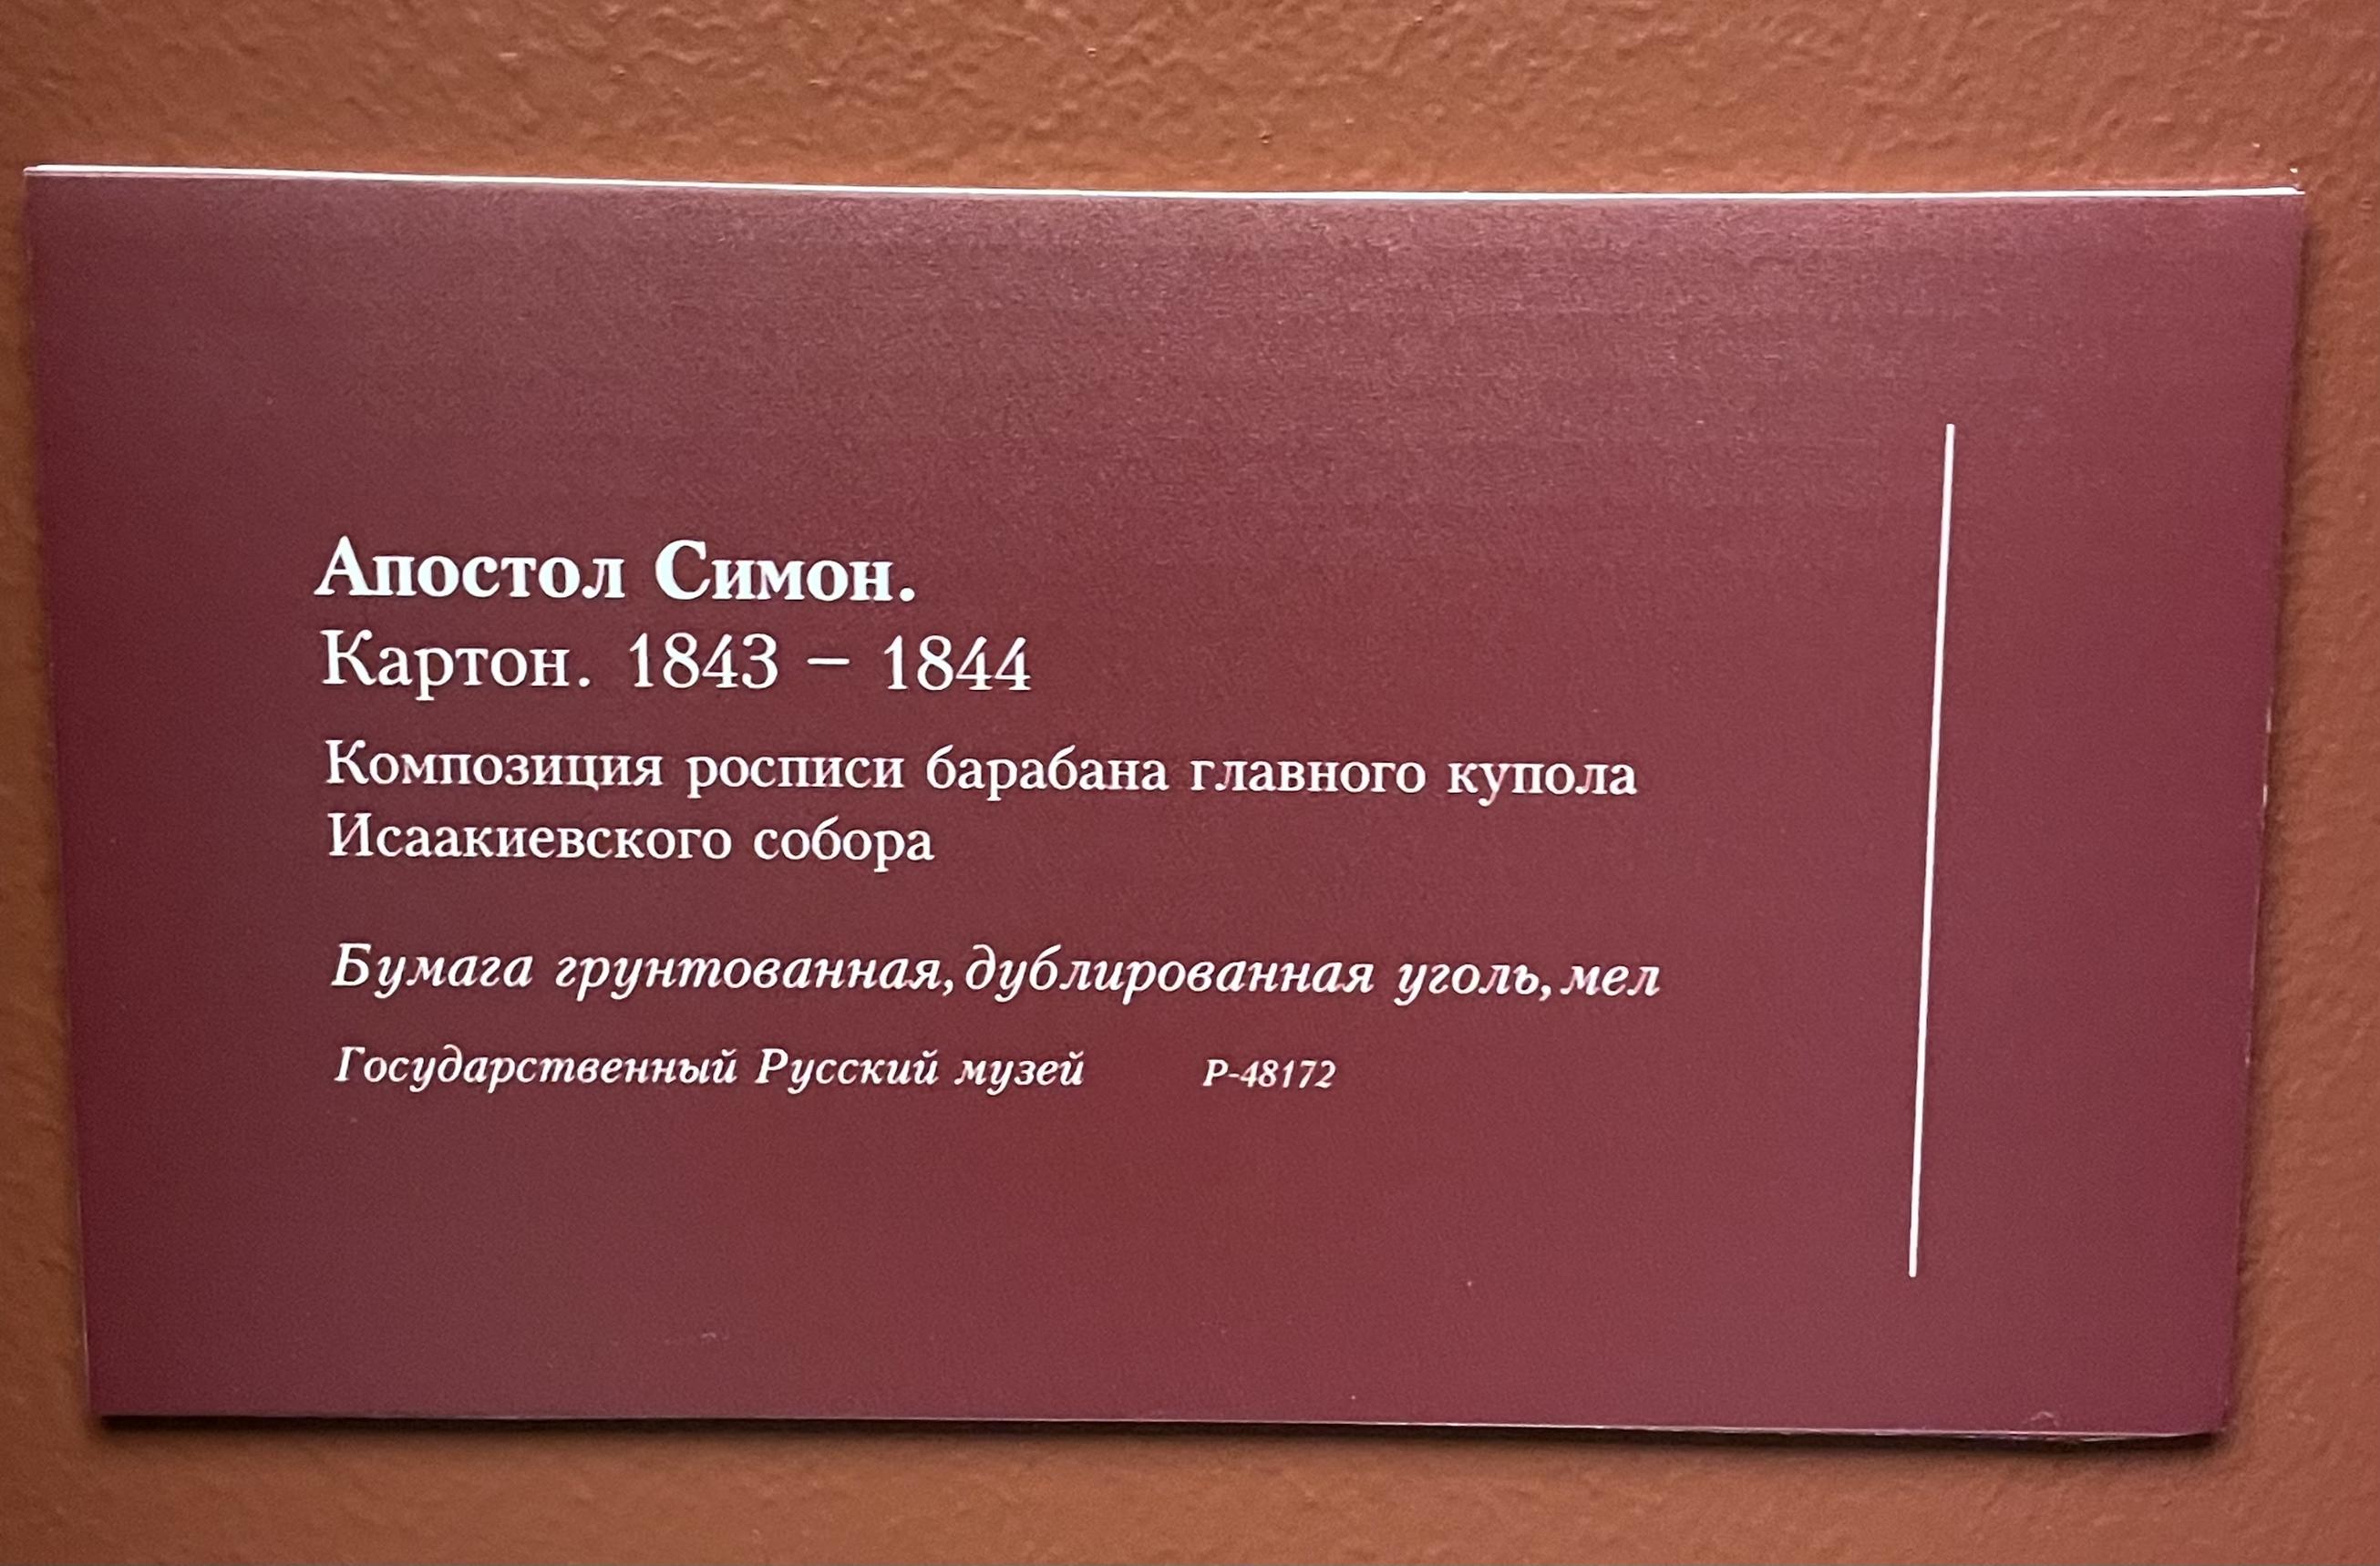 Апостол Симон.
Картон. 1843 – 1844
Композиция росписи барабана главного купола
Исаакиевского собора
Бумага грунтованная, дублированная уголь, мел
Государственный Русский музей Р-48172